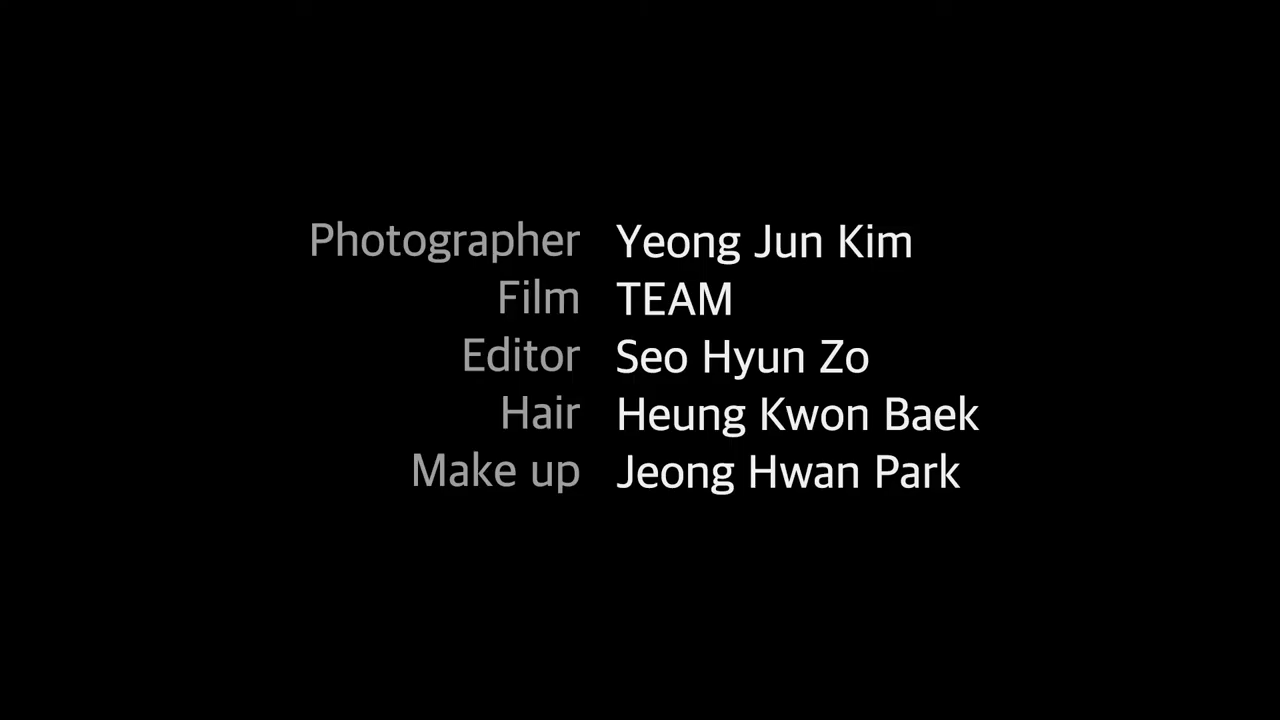 Photographer Yeong Jun Kim
Film TEAM
Editor Seo Hyun Zo
Hair Heung Kwon Baek
Make up Jeong Hwan Park